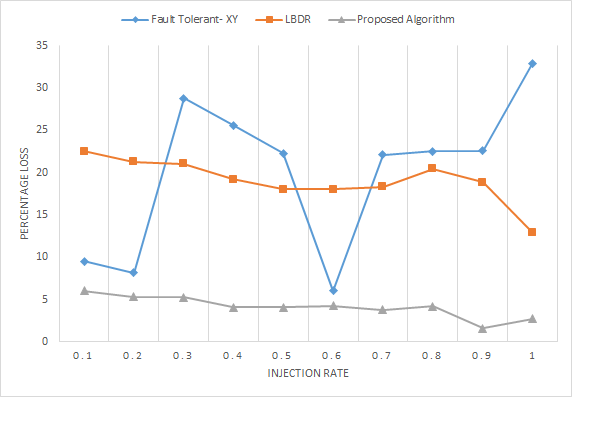 Fault Tolerant- XY LBDR Proposed Algorithm
35
30
25
20
15
10
5
0
PERCENTAGE LOSS
0.1 0.2 0.3 0.4 0.5 0.6 0.7 0.8 0.9 1
INJECTION RATE